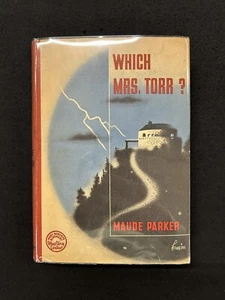 WHICH
MRS. TORR ?
MAUDE PARKER